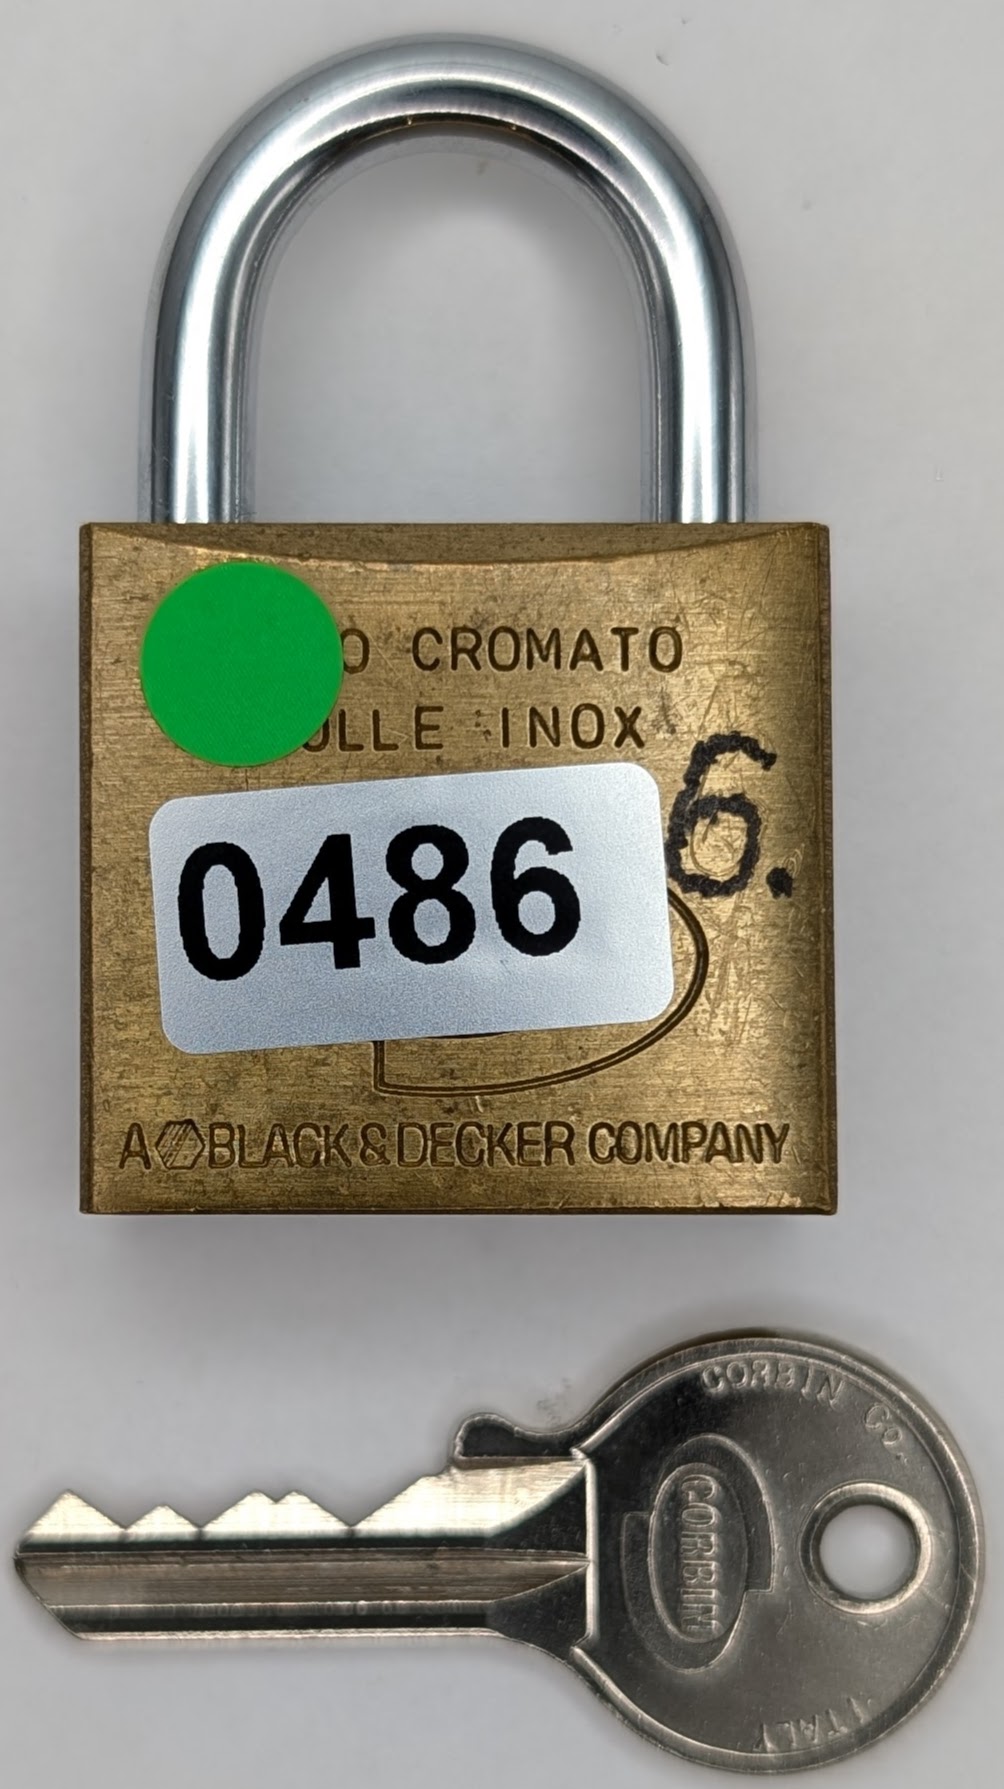 O CROMATO
OLLE INOX
6.
0486
A BLACK & DECKER COMPANY
CORBIN CO.
CORBIN
ITALY